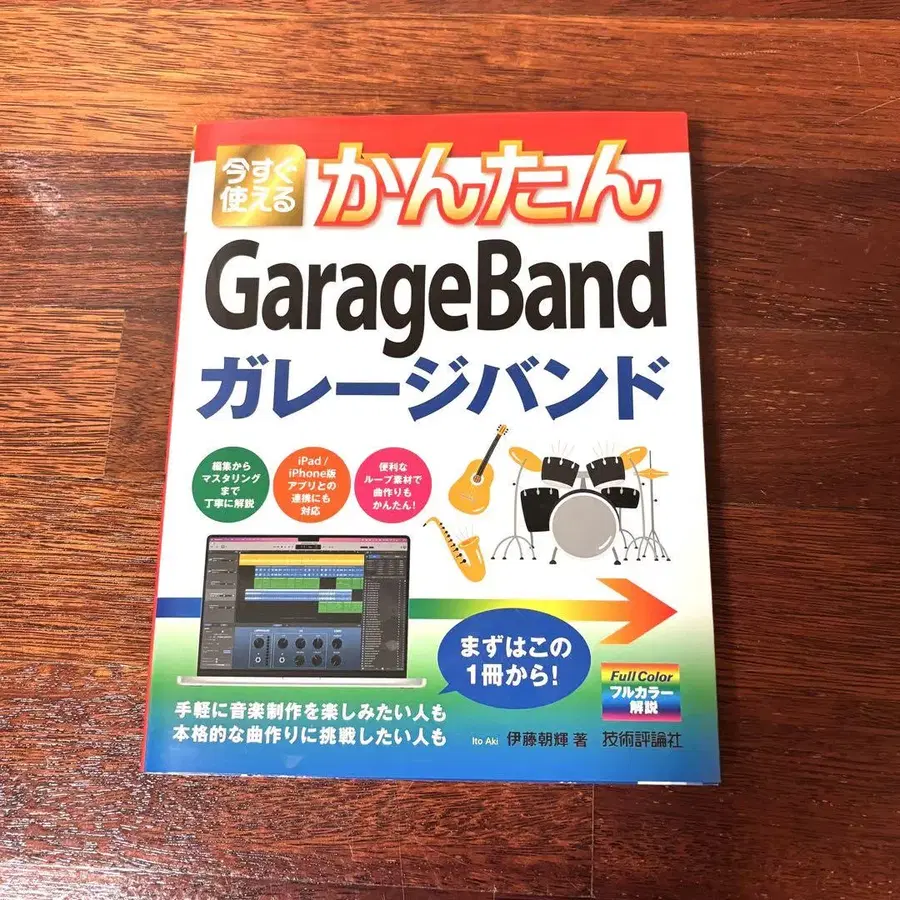 今すぐ
使える
かんたん
GarageBand
ガレージバンド
編集から
マスタリング
まで
丁寧に解説
iPad /
iPhone版
アプリとの
連携にも
対応
便利な
ループ素材で
曲作りも
かんたん!
まずはこの
1冊から!
Full Color
フルカラー
解説
手軽に音楽制作を楽しみたい人も
本格的な曲作りに挑戦したい人も
Ito Aki 伊藤朝輝 著
技術評論社